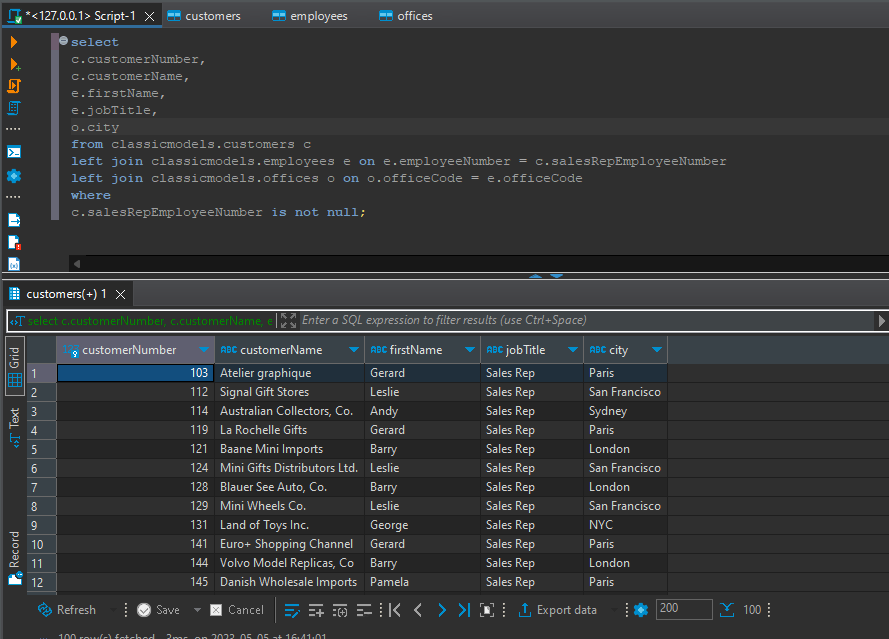 *<127.0.0.1> Script-1
customers
employees
offices
select
c.customerNumber,
c.customerName,
e.firstName,
e.jobTitle,
o.city
from classicmodels.customers c
left join classicmodels.employees e on e.employeeNumber = c.salesRepEmployeeNumber
left join classicmodels.offices o on o.officeCode = e.officeCode
where
c.salesRepEmployeeNumber is not null;
customers(+) 1
select c.customerNumber, c.customerName, e
Enter a SQL expression to filter results (use Ctrl+Space)
Grid
Text
Record
customerNumber ABC customerName ABC firstName ABC jobTitle ABC city
1 103 Atelier graphique Gerard Sales Rep Paris
2 112 Signal Gift Stores Leslie Sales Rep San Francisco
3 114 Australian Collectors, Co. Andy Sales Rep Sydney
4 119 La Rochelle Gifts Gerard Sales Rep Paris
5 121 Baane Mini Imports Barry Sales Rep London
6 124 Mini Gifts Distributors Ltd. Leslie Sales Rep San Francisco
7 128 Blauer See Auto, Co. Barry Sales Rep London
8 129 Mini Wheels Co. Leslie Sales Rep San Francisco
9 131 Land of Toys Inc. George Sales Rep NYC
10 141 Euro+ Shopping Channel Gerard Sales Rep Paris
11 144 Volvo Model Replicas, Co Barry Sales Rep London
12 145 Danish Wholesale Imports Pamela Sales Rep Paris
Refresh Save Cancel Export data 200 100
100 row(s) fetched - 3ms, on 2023-05-05 at 16:41:01